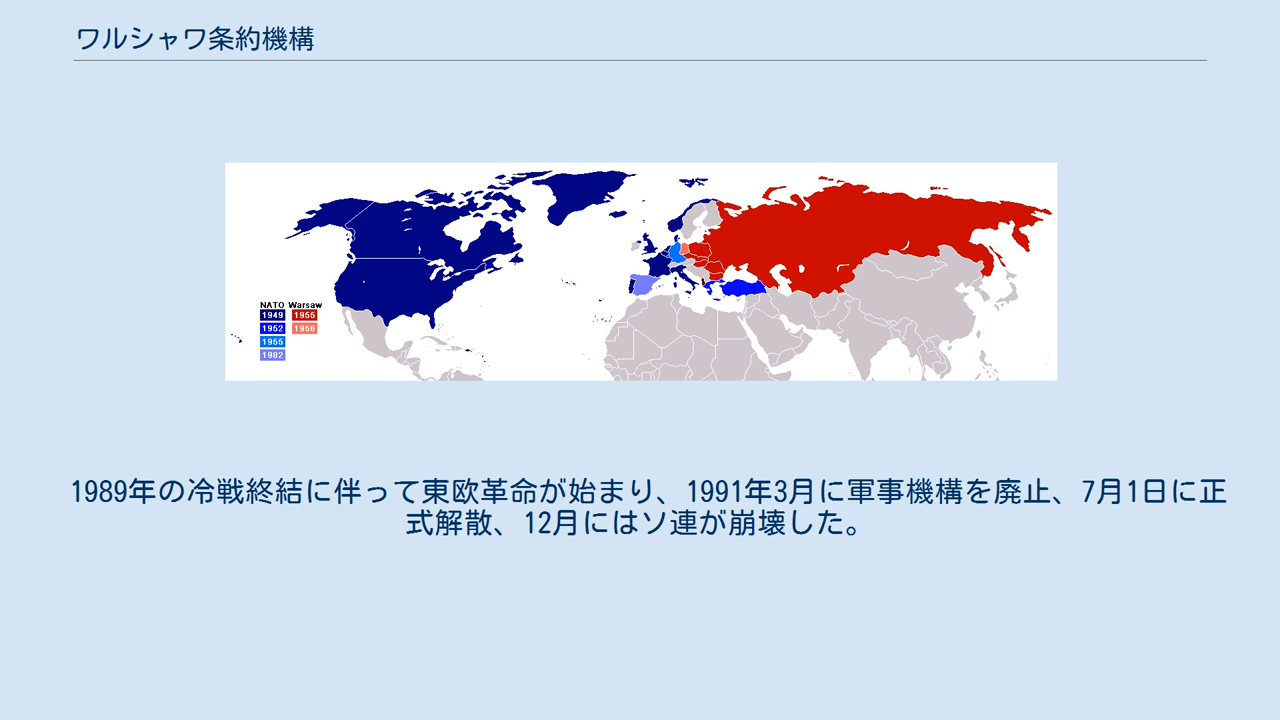 ワルシャワ条約機構
NATO Warsaw
1949 1955
1952 1956
1955
1982
1989年の冷戦終結に伴って東欧革命が始まり、1991年3月に軍事機構を廃止、7月1日に正
式解散、12月にはソ連が崩壊した。